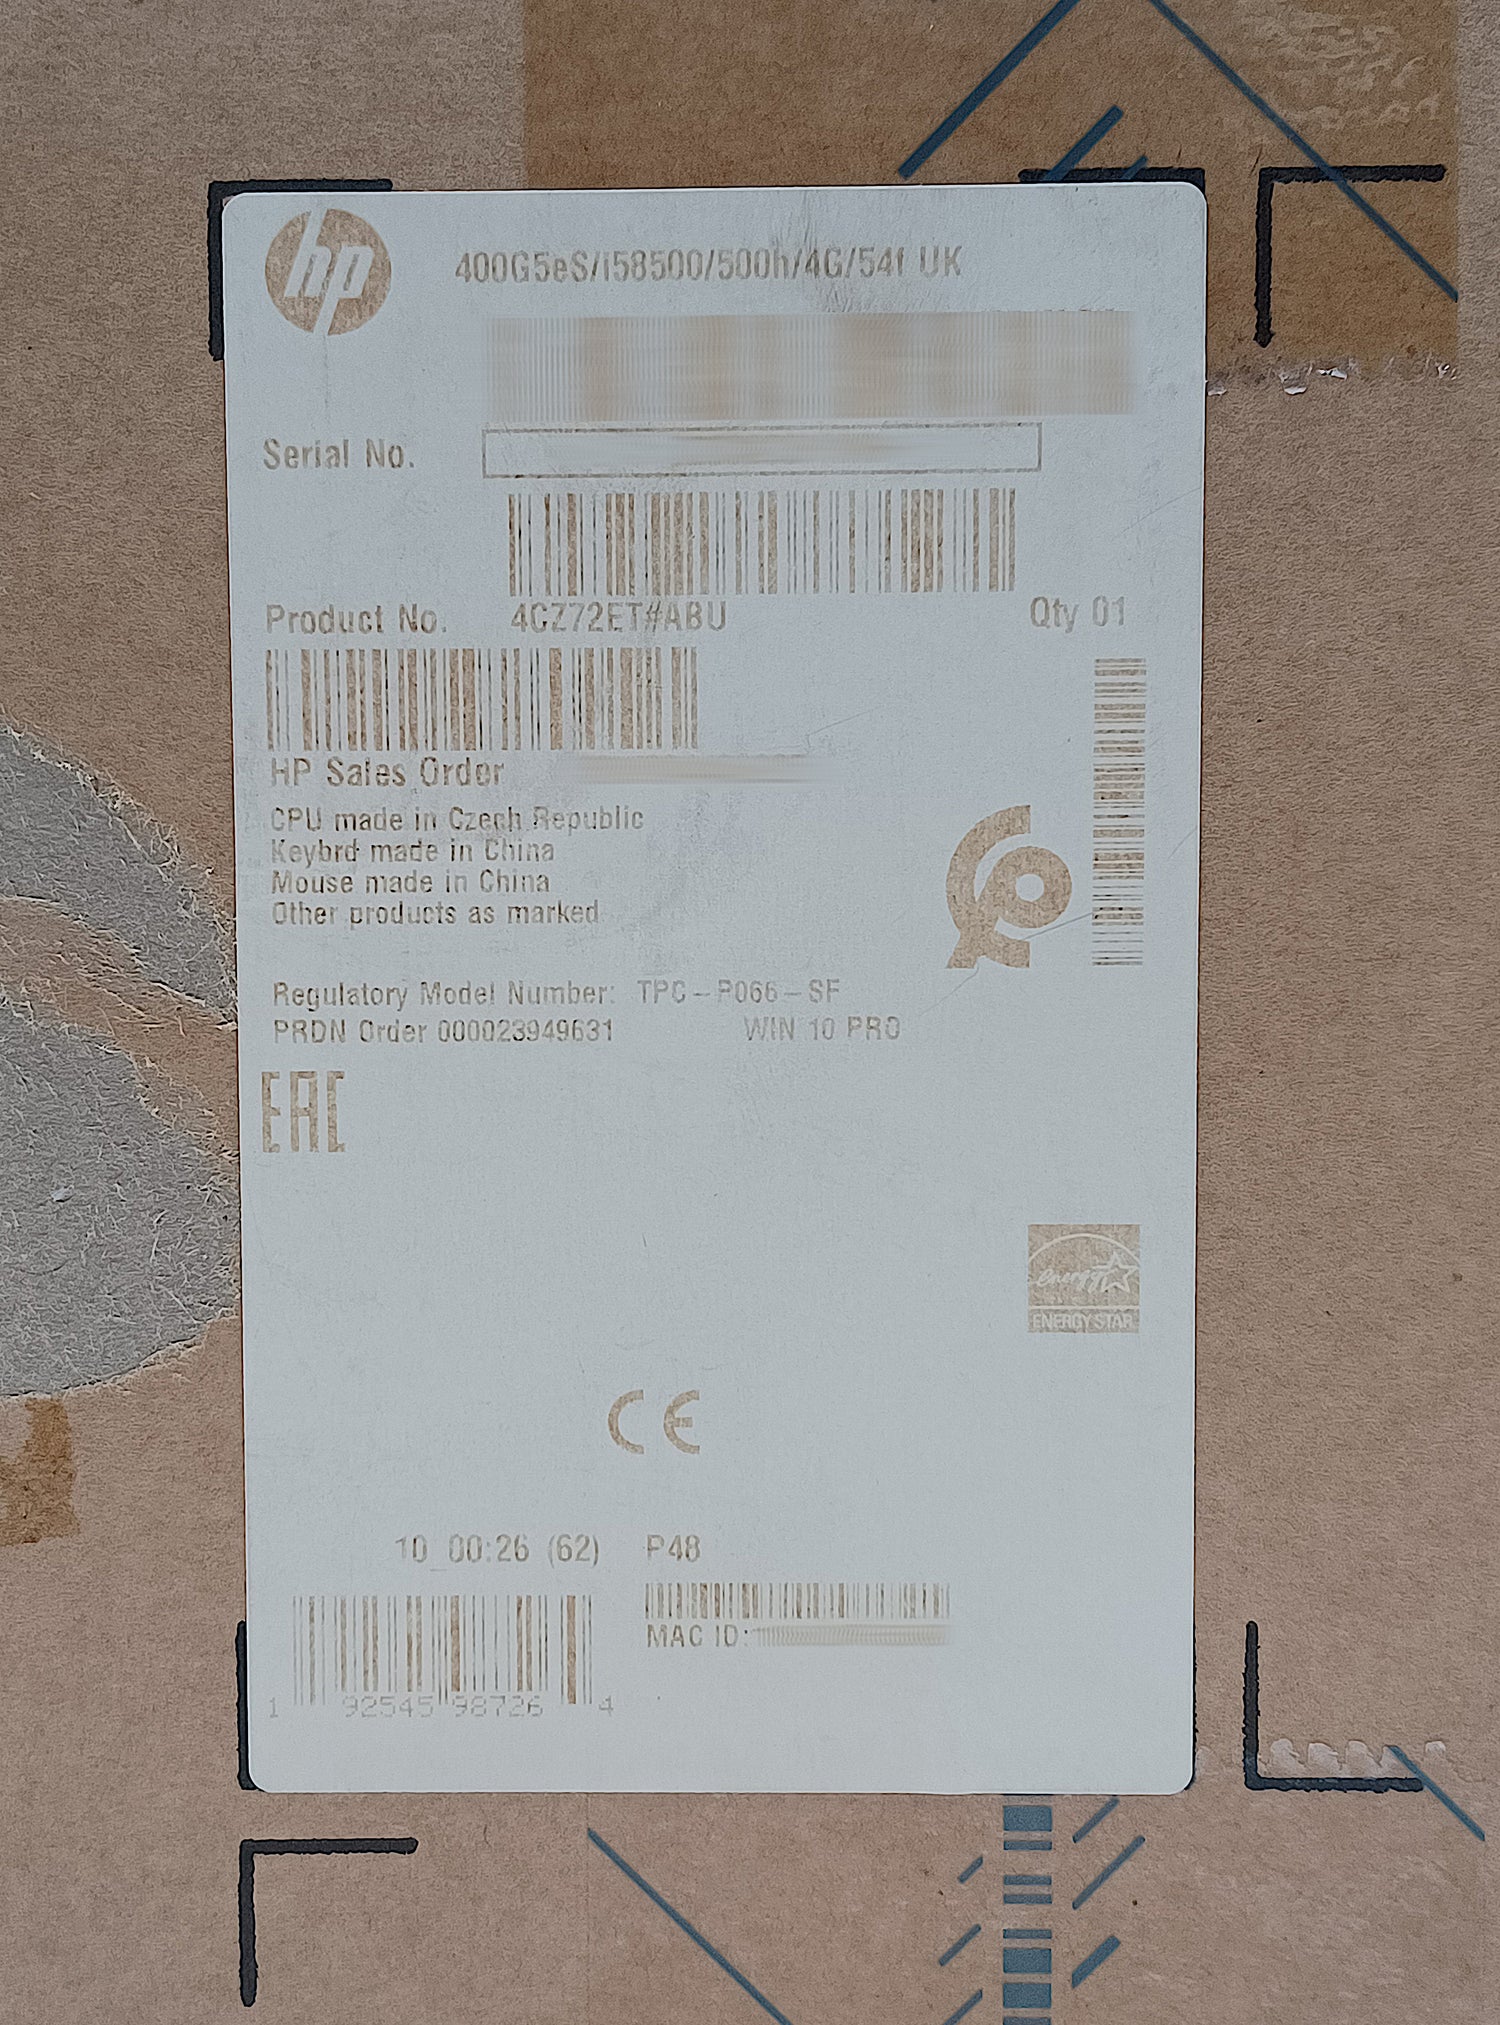 hp
400G5eS/i58500/500h/4G/54f UK
Serial No.
Product No. 4CZ72ET#ABU Qty 01
HP Sales Order
CPU made in Czech Republic
Keybrd made in China
Mouse made in China
Other products as marked
Regulatory Model Number: TPC-P066-SF
PRDN Order 000023949631 WIN 10 PRO
EAC
energy
ENERGY STAR
CE
10_00:26 (62) P48
MAC ID:
1 92545 98726 4